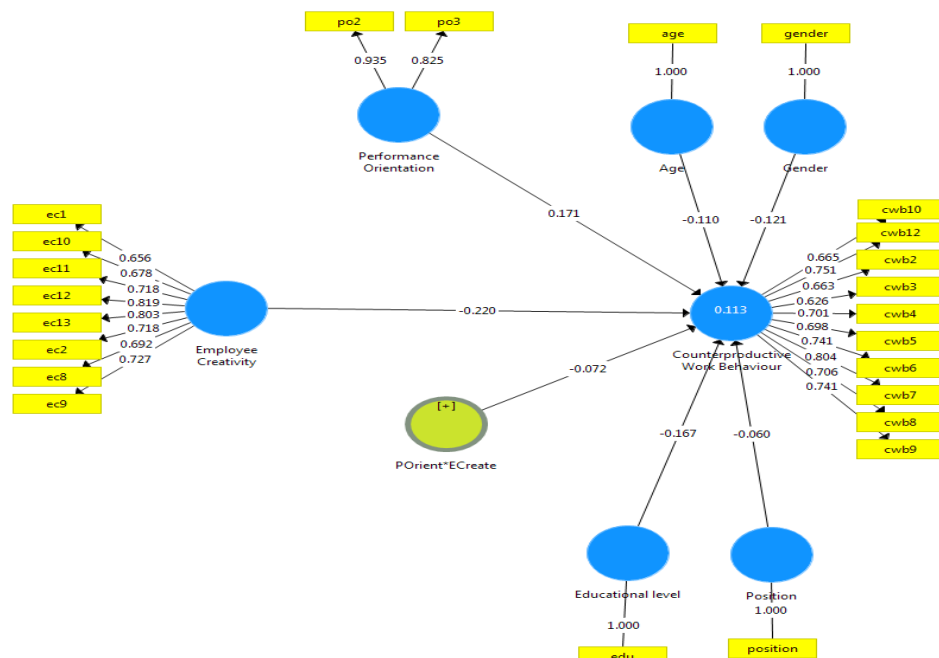 po2
po3
age
gender
0.935
0.825
1.000
1.000
Performance
Orientation
Age
Gender
ec1
ec10
ec11
ec12
ec13
ec2
ec8
ec9
0.656
0.678
0.718
0.819
0.803
0.718
0.692
0.727
Employee
Creativity
0.171
-0.110
-0.121
-0.220
-0.072
0.113
Counterproductive
Work Behaviour
0.665
0.751
0.663
0.626
0.701
0.698
0.741
0.804
0.706
0.741
cwb10
cwb12
cwb2
cwb3
cwb4
cwb5
cwb6
cwb7
cwb8
cwb9
[+]
POrient*ECreate
-0.167
-0.060
Educational level
Position
1.000
1.000
edu
position